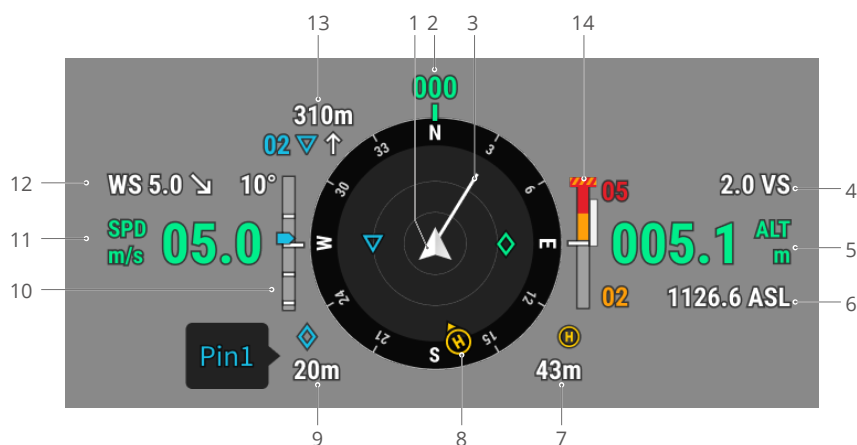 13 1 2 3 14
000
310m
02
N
33 3
30 6
W E
24 12
21 15
S
12 WS 5.0 10°
05
2.0 VS 4
11 SPD
m/s
05.0
005.1
ALT
m
5
10
02
1126.6 ASL 6
Pin1
20m
H
H
43m
9 8 7